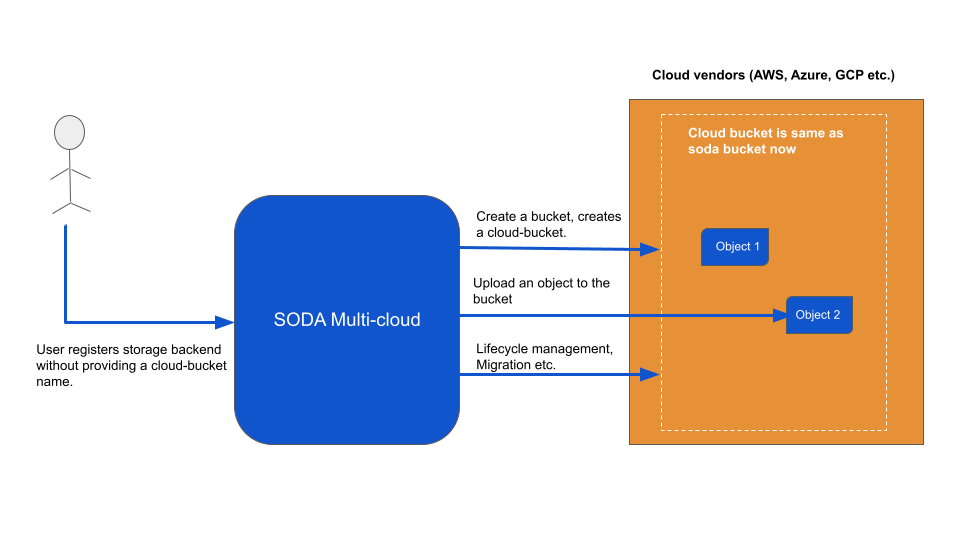 Cloud vendors (AWS, Azure, GCP etc.)
Cloud bucket is same as
soda bucket now
Create a bucket, creates
a cloud-bucket.
Object 1
Upload an object to the
bucket
Object 2
SODA Multi-cloud
User registers storage backend
without providing a cloud-bucket
name.
Lifecycle management,
Migration etc.